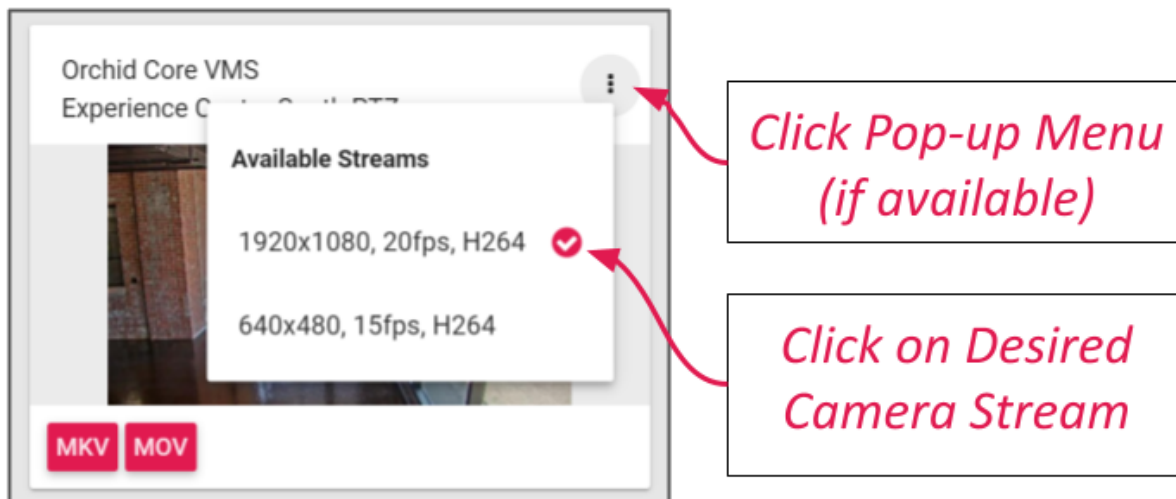 Orchid Core VMS
Experience
Available Streams
1920x1080, 20fps, H264
640x480, 15fps, H264
MKV MOV
Click Pop-up Menu
(if available)
Click on Desired
Camera Stream